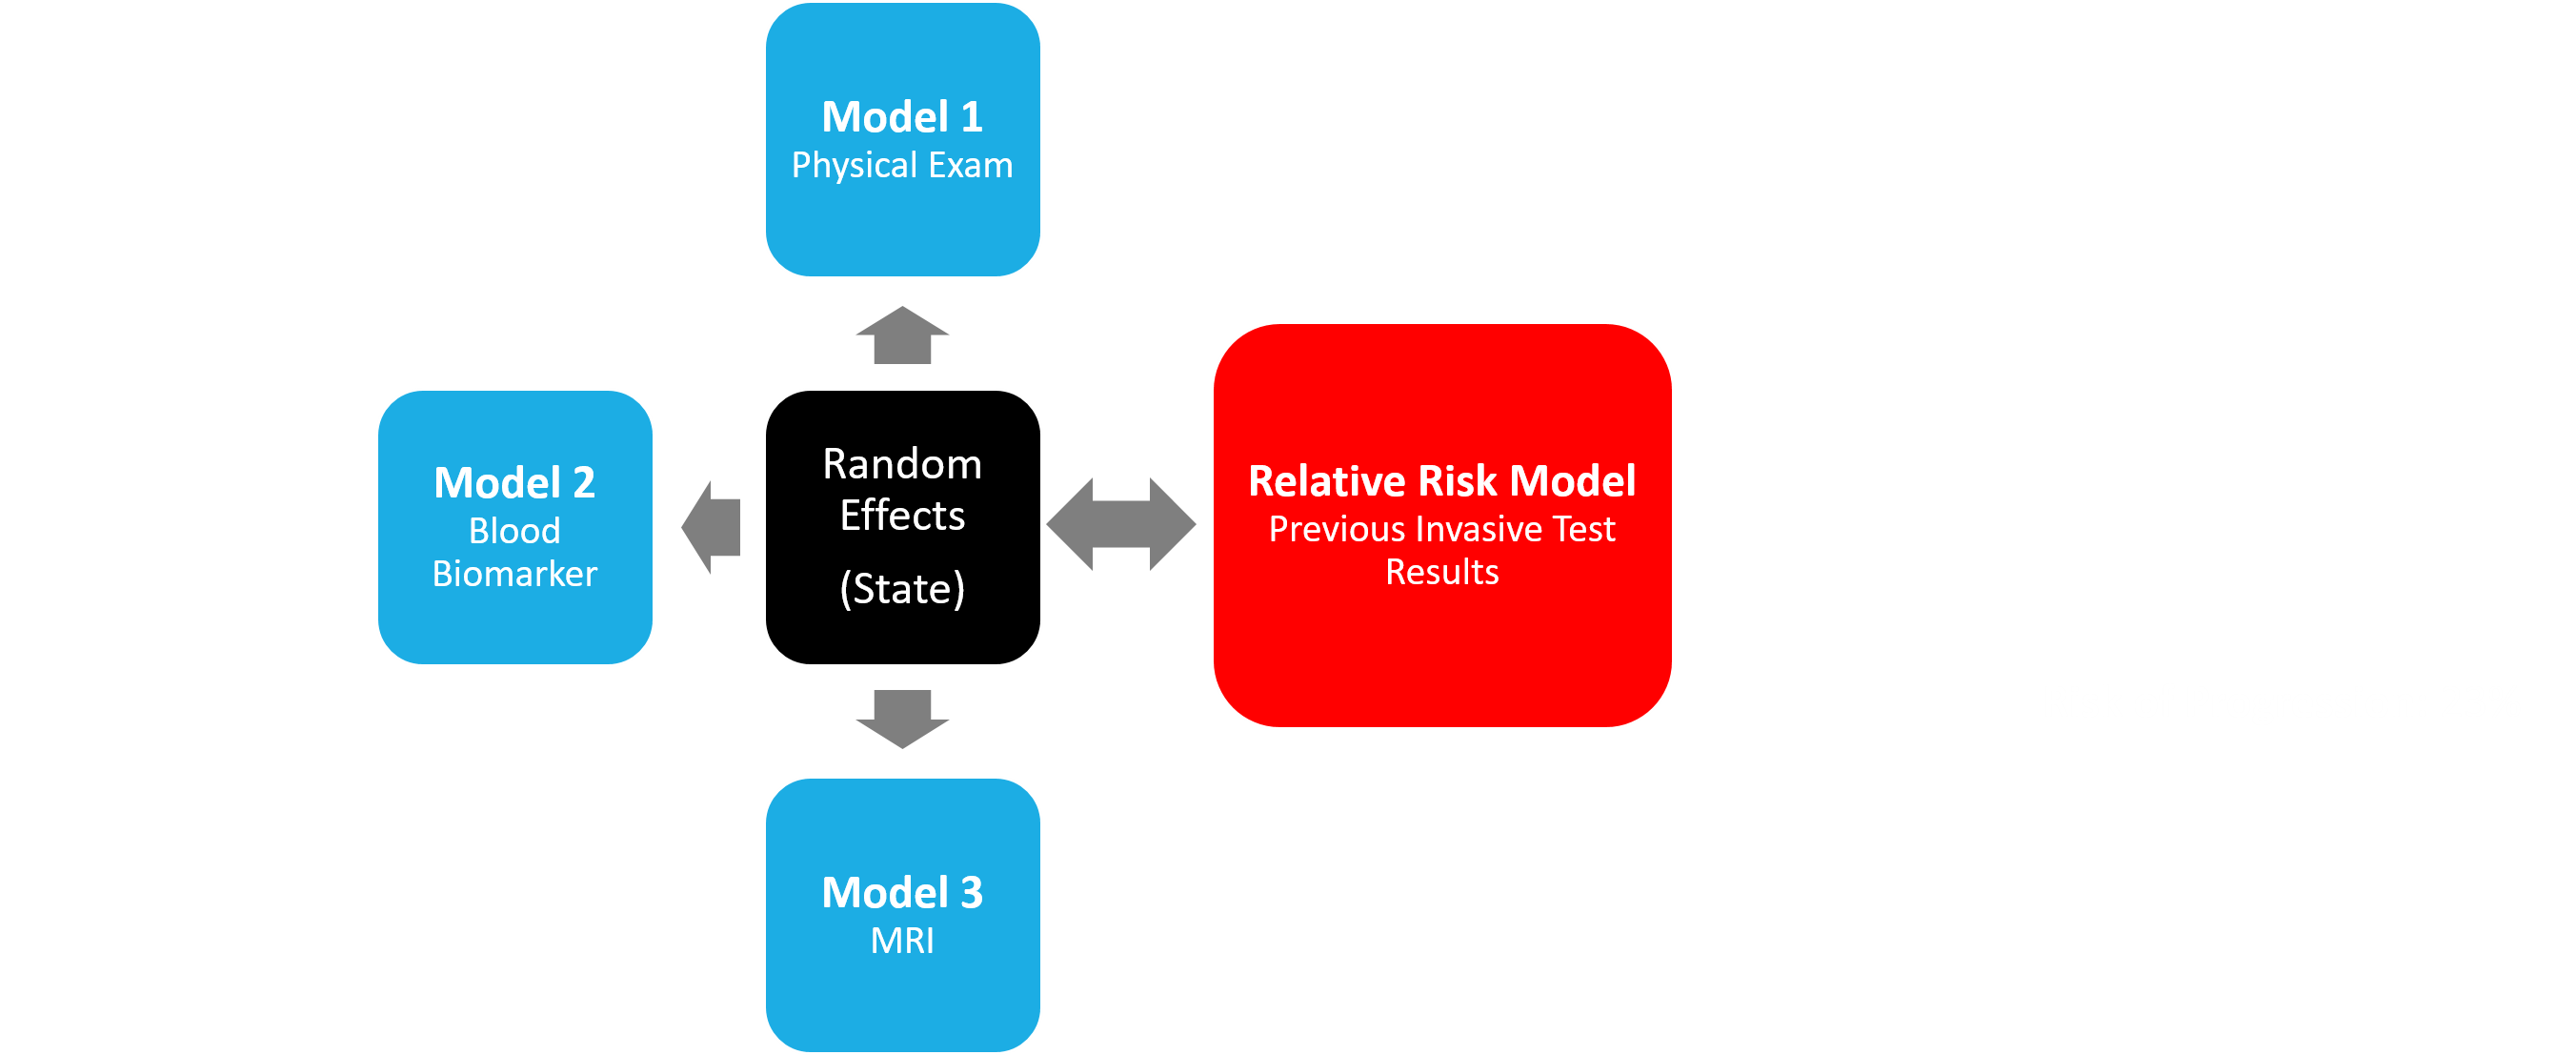 Model 1
Physical Exam
Model 2
Blood
Biomarker
Random
Effects
(State)
Relative Risk Model
Previous Invasive Test
Results
Model 3
MRI